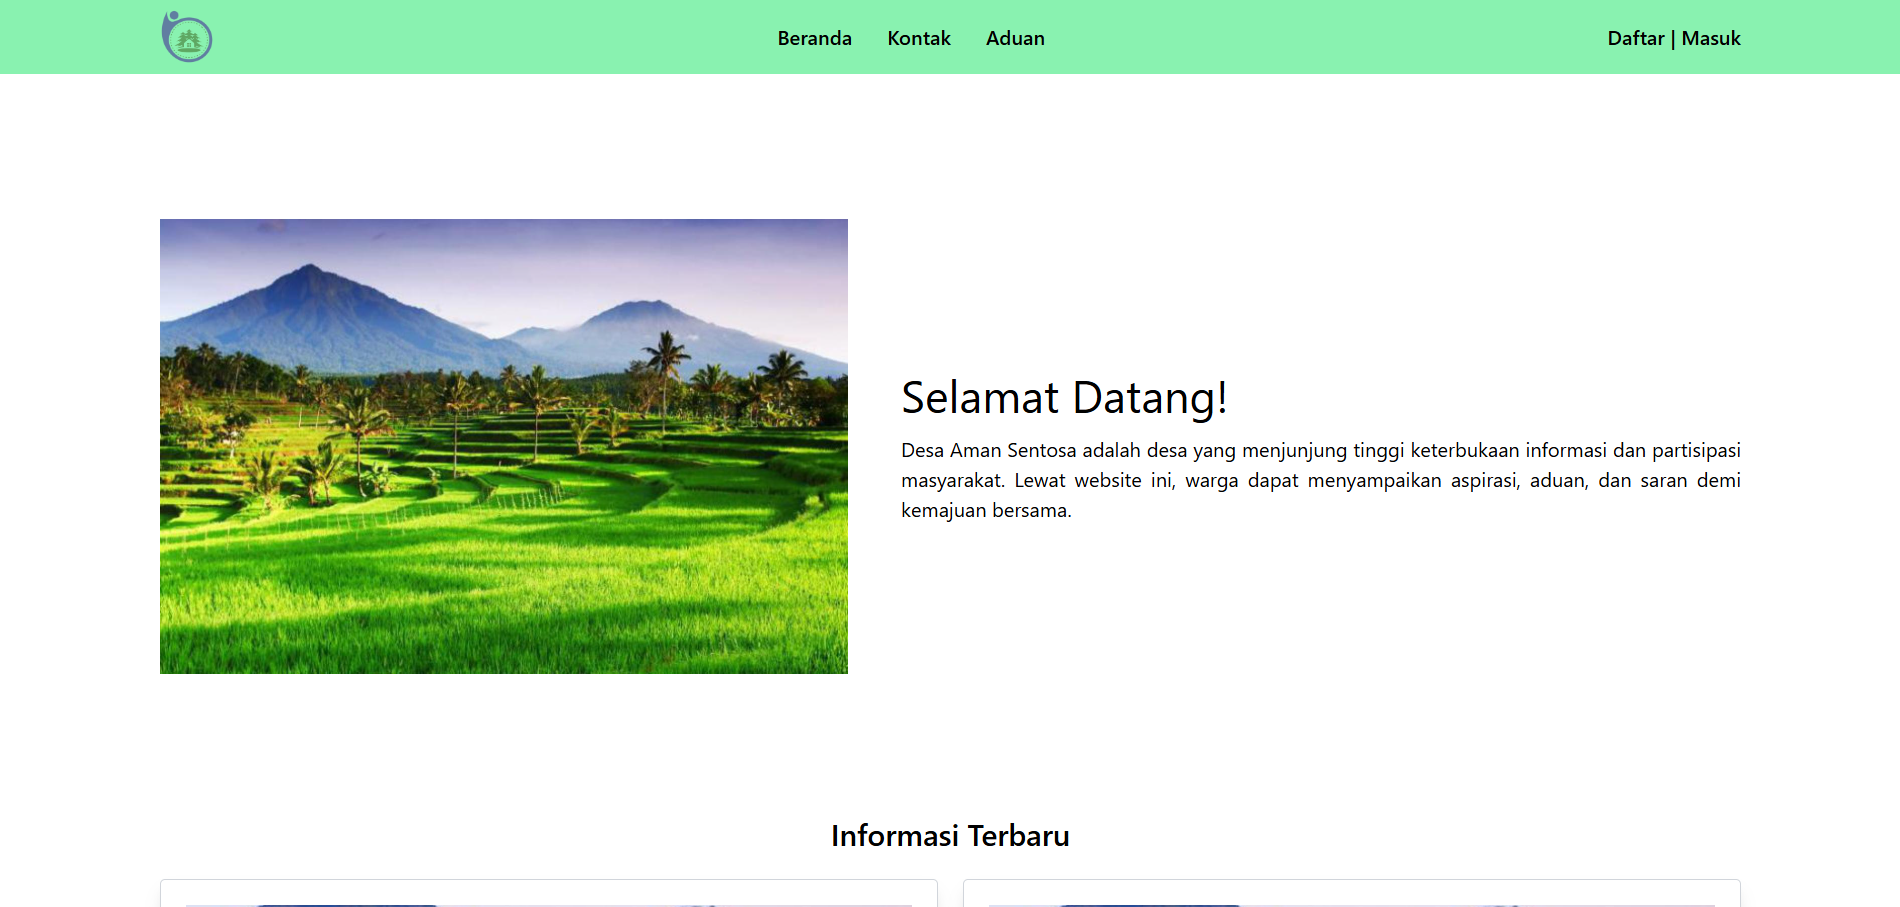 Beranda Kontak Aduan Daftar | Masuk
Selamat Datang!
Desa Aman Sentosa adalah desa yang menjunjung tinggi keterbukaan informasi dan partisipasi
masyarakat. Lewat website ini, warga dapat menyampaikan aspirasi, aduan, dan saran demi
kemajuan bersama.
Informasi Terbaru